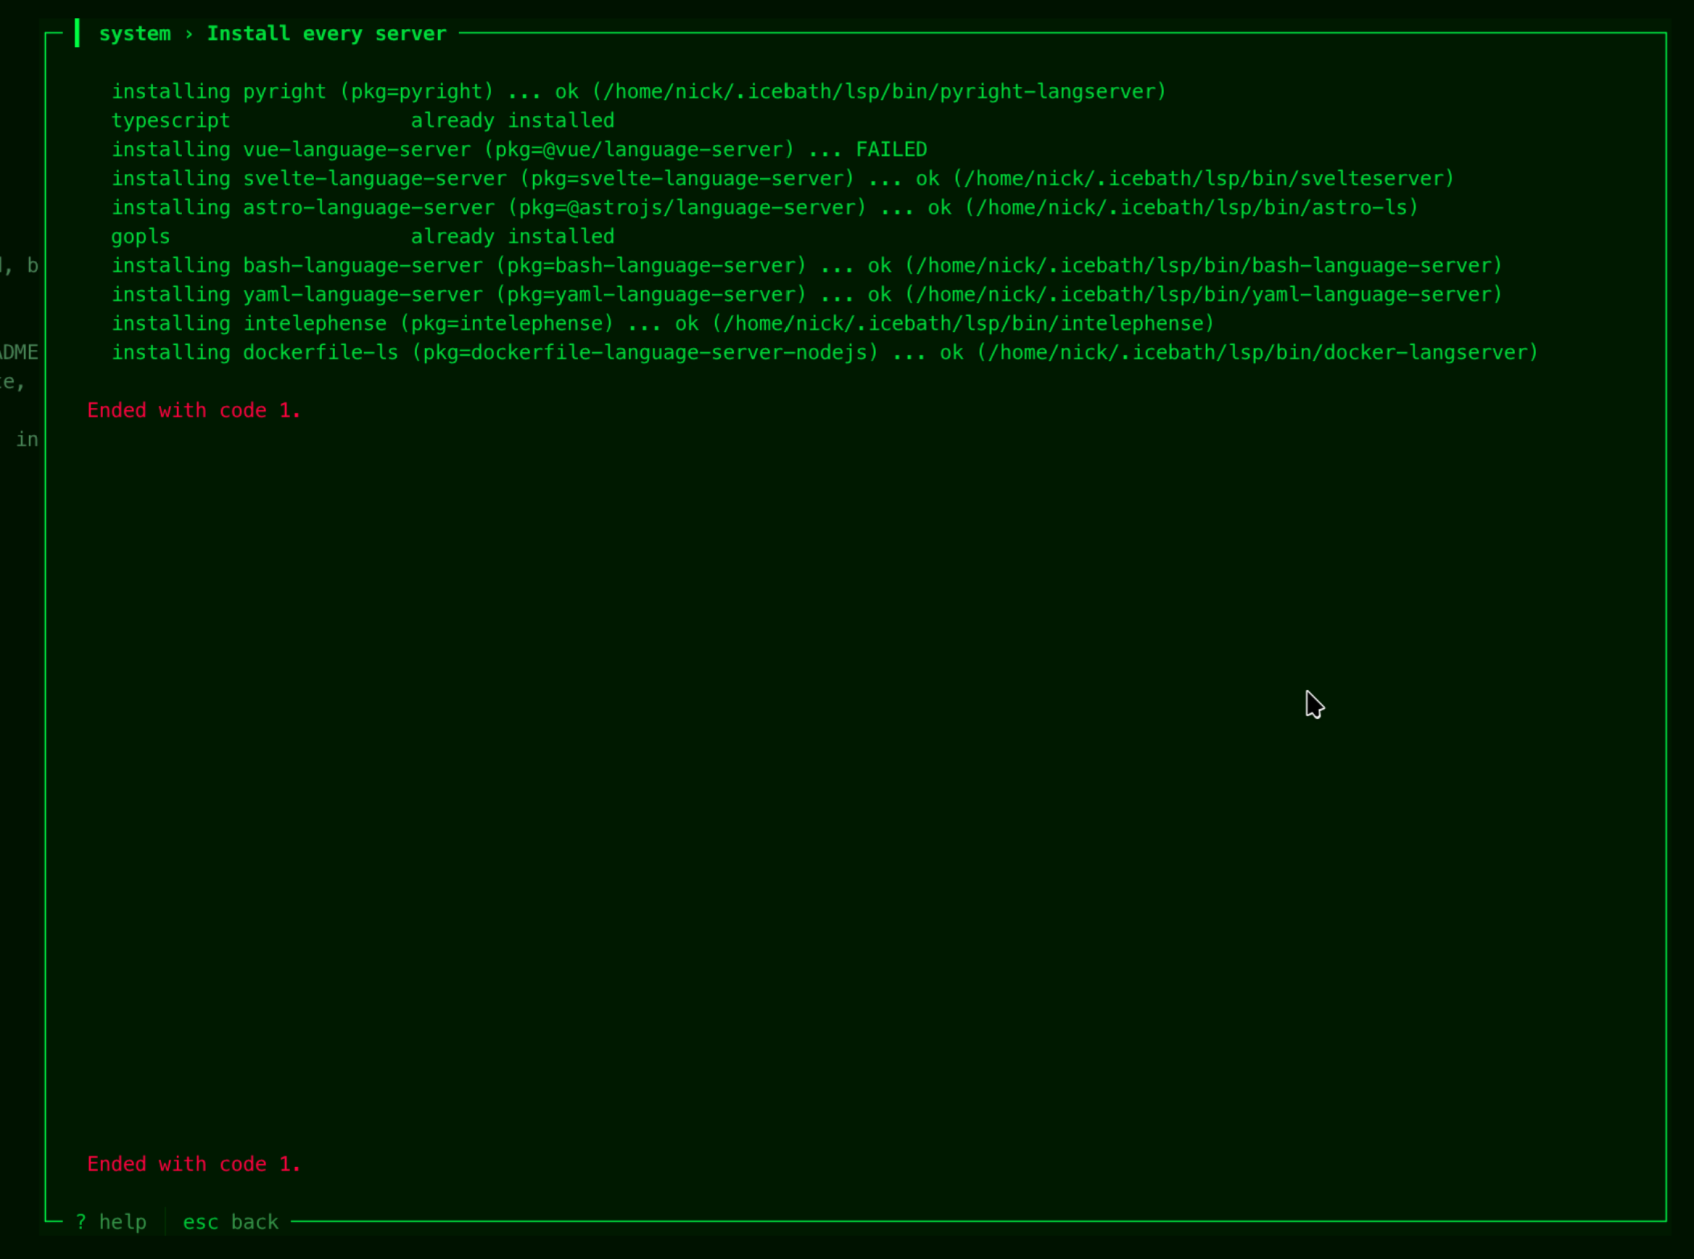 system › Install every server
installing pyright (pkg=pyright) ... ok (/home/nick/.icebath/lsp/bin/pyright-langserver)
typescript already installed
installing vue-language-server (pkg=@vue/language-server) ... FAILED
installing svelte-language-server (pkg=svelte-language-server) ... ok (/home/nick/.icebath/lsp/bin/svelteserver)
installing astro-language-server (pkg=@astrojs/language-server) ... ok (/home/nick/.icebath/lsp/bin/astro-ls)
gopls already installed
, b
installing bash-language-server (pkg=bash-language-server) ... ok (/home/nick/.icebath/lsp/bin/bash-language-server)
installing yaml-language-server (pkg=yaml-language-server) ... ok (/home/nick/.icebath/lsp/bin/yaml-language-server)
installing intelephense (pkg=intelephense) ... ok (/home/nick/.icebath/lsp/bin/intelephense)
DME
installing dockerfile-ls (pkg=dockerfile-language-server-nodejs) ... ok (/home/nick/.icebath/lsp/bin/docker-langserver)
e,
Ended with code 1.
in
Ended with code 1.
? help esc back